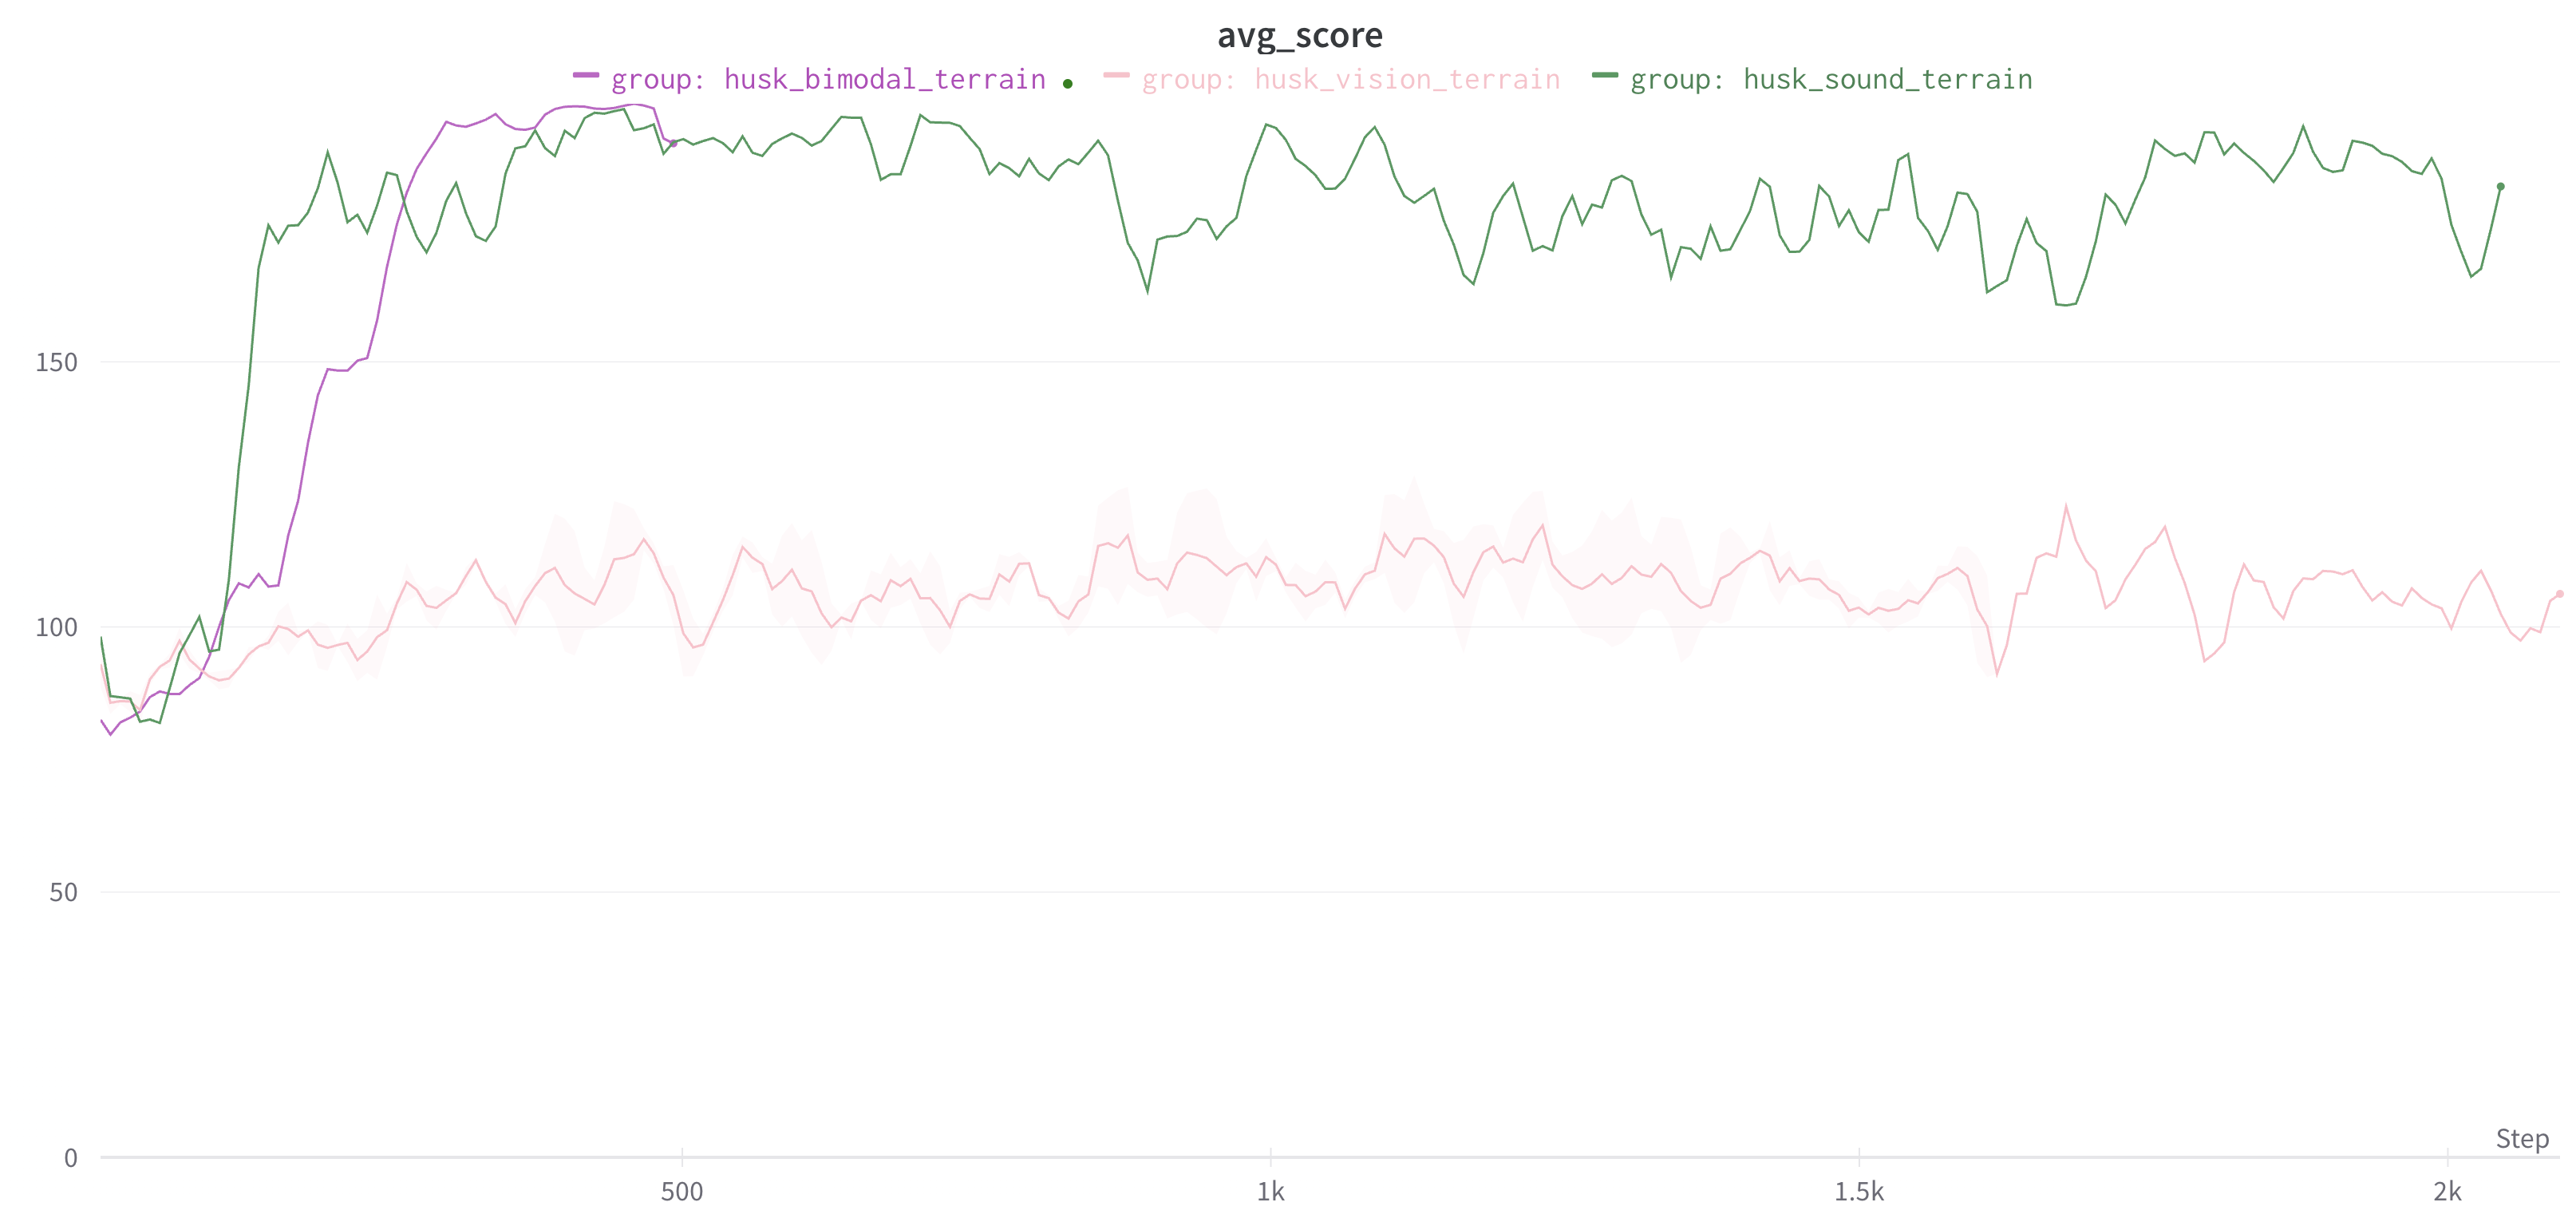 avg_score
group: husk_bimodal_terrain group: husk_vision_terrain group: husk_sound_terrain
150
100
50
0
Step
500 1k 1.5k 2k